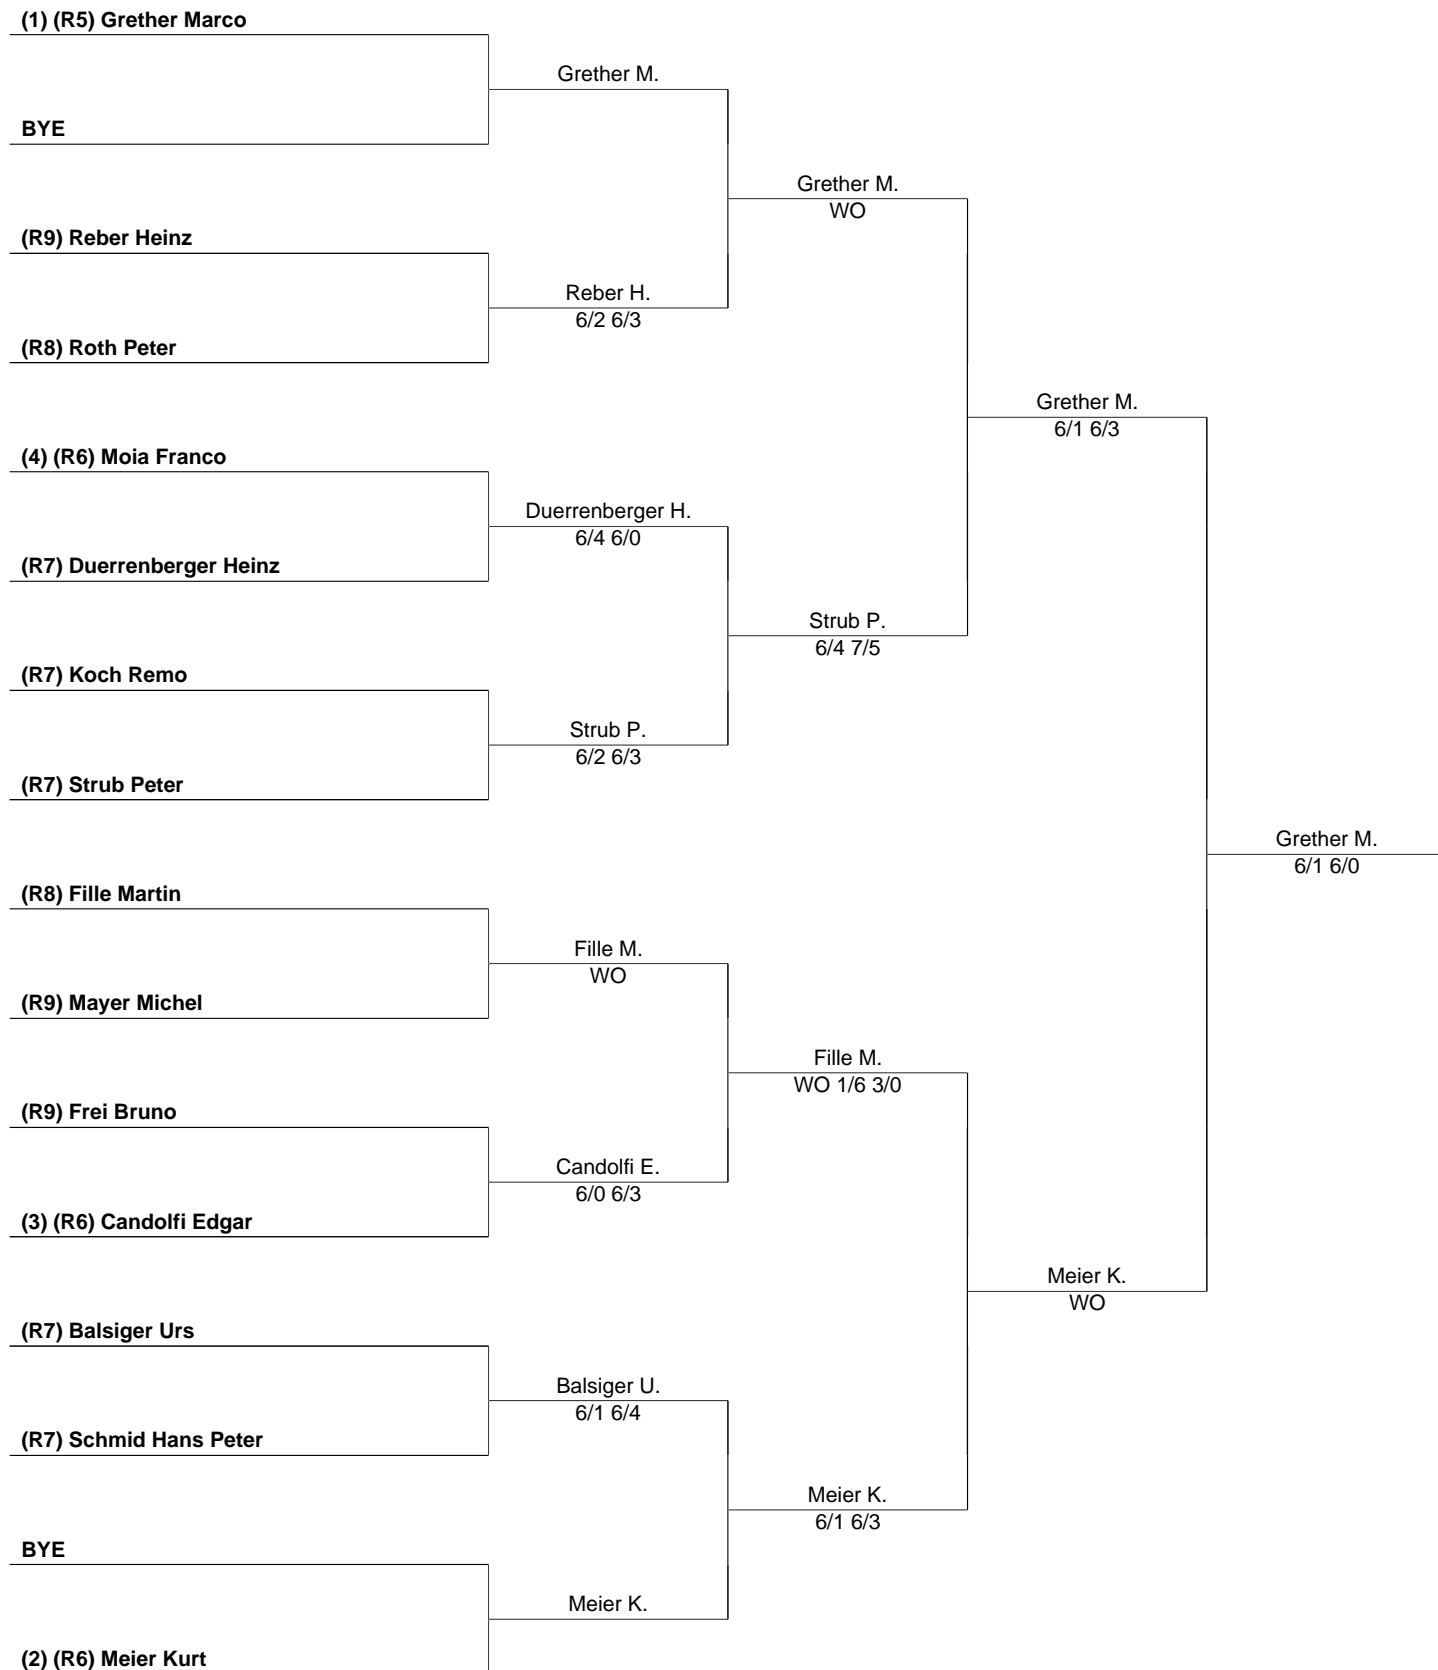 (1) (R5) Grether Marco
Grether M.
BYE
Grether M.
WO
(R9) Reber Heinz
Reber H.
6/2 6/3
(R8) Roth Peter
Grether M.
6/1 6/3
(4) (R6) Moia Franco
Duerrenberger H.
6/4 6/0
(R7) Duerrenberger Heinz
Strub P.
6/4 7/5
(R7) Koch Remo
Strub P.
6/2 6/3
(R7) Strub Peter
Grether M.
6/1 6/0
(R8) Fille Martin
Fille M.
WO
(R9) Mayer Michel
Fille M.
WO 1/6 3/0
(R9) Frei Bruno
Candolfi E.
6/0 6/3
(3) (R6) Candolfi Edgar
Meier K.
WO
(R7) Balsiger Urs
Balsiger U.
6/1 6/4
(R7) Schmid Hans Peter
Meier K.
6/1 6/3
BYE
Meier K.
(2) (R6) Meier Kurt